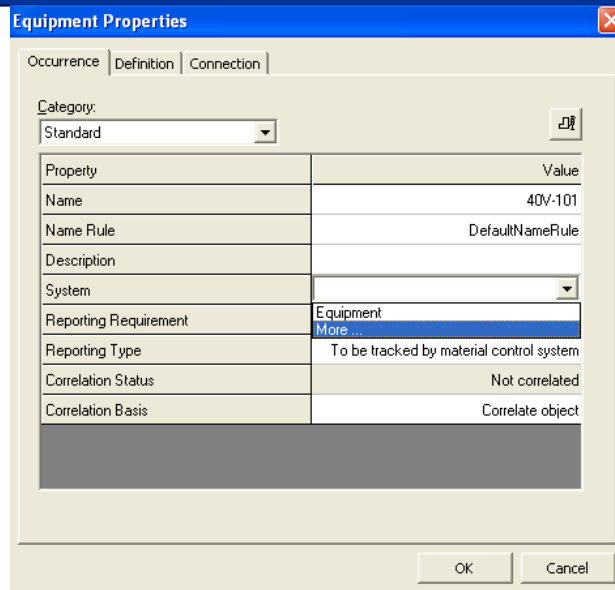 Equipment Properties
Occurrence Definition Connection
Category:
Standard
Property Value
Name 40V-101
Name Rule DefaultNameRule
Description
System
Equipment
Reporting Requirement
More ...
Reporting Type To be tracked by material control system
Correlation Status Not correlated
Correlation Basis Correlate object
OK Cancel